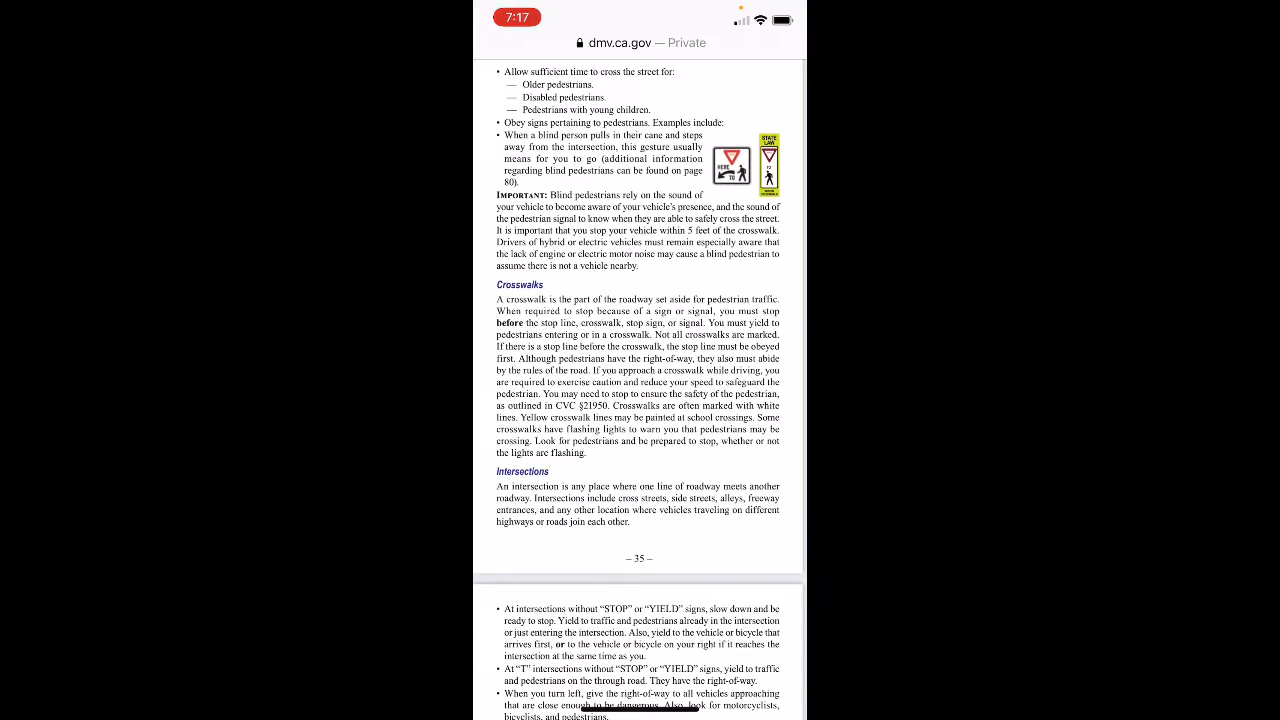 7:17
dmv.ca.gov — Private
• Allow sufficient time to cross the street for:
— Older pedestrians.
— Disabled pedestrians.
— Pedestrians with young children.
• Obey signs pertaining to pedestrians. Examples include:
• When a blind person pulls in their cane and steps
away from the intersection, this gesture usually
means for you to go (additional information
regarding blind pedestrians can be found on page
80).
HERE
TO
STATE
LAW
TO
IMPORTANT: Blind pedestrians rely on the sound of
your vehicle to become aware of your vehicle's presence, and the sound of
the pedestrian signal to know when they are able to safely cross the street.
It is important that you stop your vehicle within 5 feet of the crosswalk.
Drivers of hybrid or electric vehicles must remain especially aware that
the lack of engine or electric motor noise may cause a blind pedestrian to
assume there is not a vehicle nearby.
Crosswalks
A crosswalk is the part of the roadway set aside for pedestrian traffic.
When required to stop because of a sign or signal, you must stop
before the stop line, crosswalk, stop sign, or signal. You must yield to
pedestrians entering or in a crosswalk. Not all crosswalks are marked.
If there is a stop line before the crosswalk, the stop line must be obeyed
first. Although pedestrians have the right-of-way, they also must abide
by the rules of the road. If you approach a crosswalk while driving, you
are required to exercise caution and reduce your speed to safeguard the
pedestrian. You may need to stop to ensure the safety of the pedestrian,
as outlined in CVC §21950. Crosswalks are often marked with white
lines. Yellow crosswalk lines may be painted at school crossings. Some
crosswalks have flashing lights to warn you that pedestrians may be
crossing. Look for pedestrians and be prepared to stop, whether or not
the lights are flashing.
Intersections
An intersection is any place where one line of roadway meets another
roadway. Intersections include cross streets, side streets, alleys, freeway
entrances, and any other location where vehicles traveling on different
highways or roads join each other.
– 35 –
• At intersections without “STOP” or “YIELD” signs, slow down and be
ready to stop. Yield to traffic and pedestrians already in the intersection
or just entering the intersection. Also, yield to the vehicle or bicycle that
arrives first, or to the vehicle or bicycle on your right if it reaches the
intersection at the same time as you.
• At “T” intersections without “STOP” or “YIELD” signs, yield to traffic
and pedestrians on the through road. They have the right-of-way.
• When you turn left, give the right-of-way to all vehicles approaching
that are close enough to be dangerous. Also, look for motorcyclists,
bicyclists, and pedestrians.